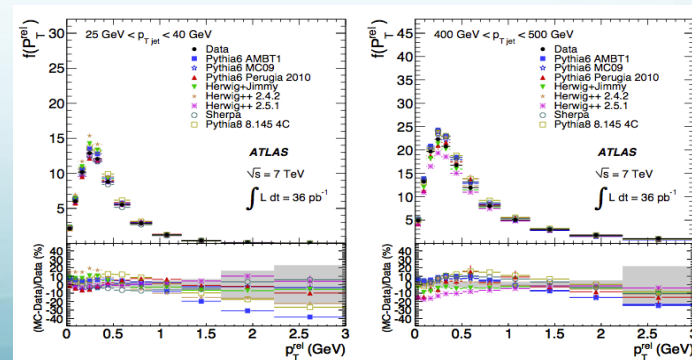 f(P_T^rel)
25 GeV < p_T jet < 40 GeV
Data
Pythia6 AMBT1
Pythia6 MC09
Pythia6 Perugia 2010
Herwig+Jimmy
Herwig++ 2.4.2
Herwig++ 2.5.1
Sherpa
Pythia8 8.145 4C
ATLAS
√s = 7 TeV
∫ L dt = 36 pb⁻¹
30
25
20
15
10
5
(MC-Data)/Data (%)
40
30
20
10
0
-10
-20
-30
-40
0 0.5 1 1.5 2 2.5 3
p_T^rel (GeV)
f(P_T^rel)
400 GeV < p_T jet < 500 GeV
Data
Pythia6 AMBT1
Pythia6 MC09
Pythia6 Perugia 2010
Herwig+Jimmy
Herwig++ 2.4.2
Herwig++ 2.5.1
Sherpa
Pythia8 8.145 4C
ATLAS
√s = 7 TeV
∫ L dt = 36 pb⁻¹
45
40
35
30
25
20
15
10
5
(MC-Data)/Data (%)
40
30
20
10
0
-10
-20
-30
-40
0 0.5 1 1.5 2 2.5 3
p_T^rel (GeV)